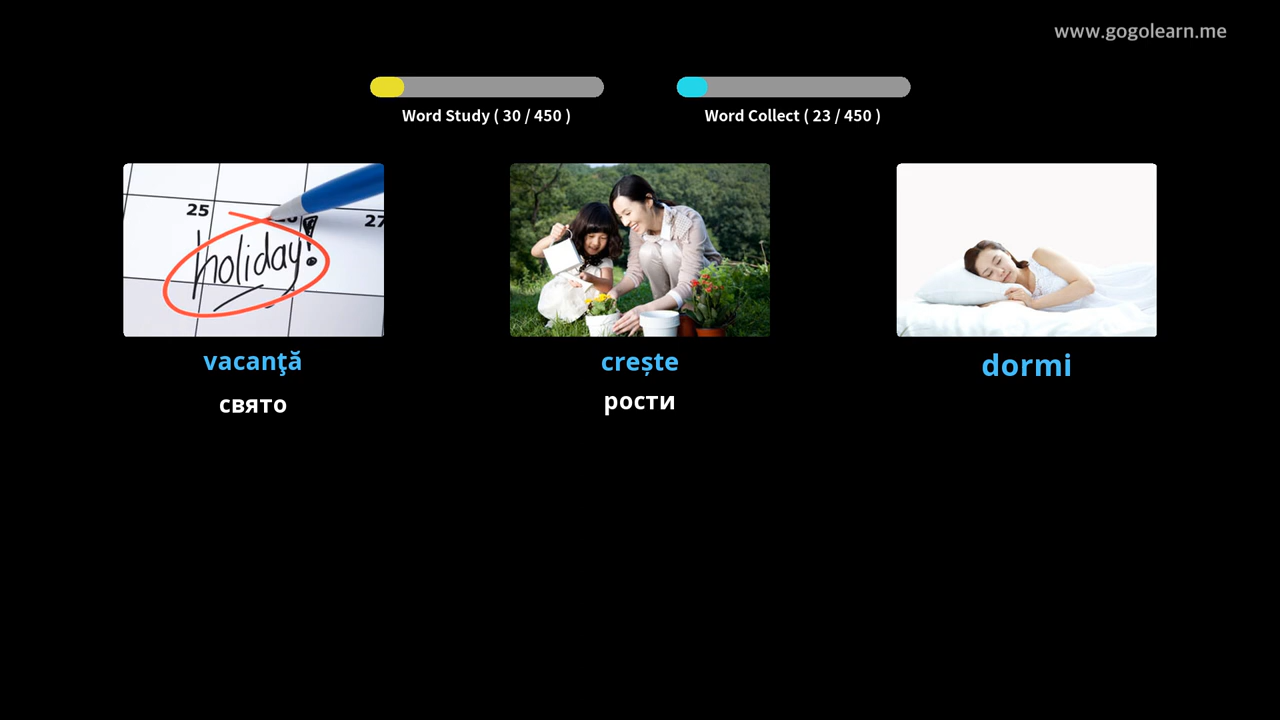 www.gogolearn.me
Word Study ( 30 / 450 )
Word Collect ( 23 / 450 )
25
27
holiday!
vacanţă
crește
dormi
свято
рости